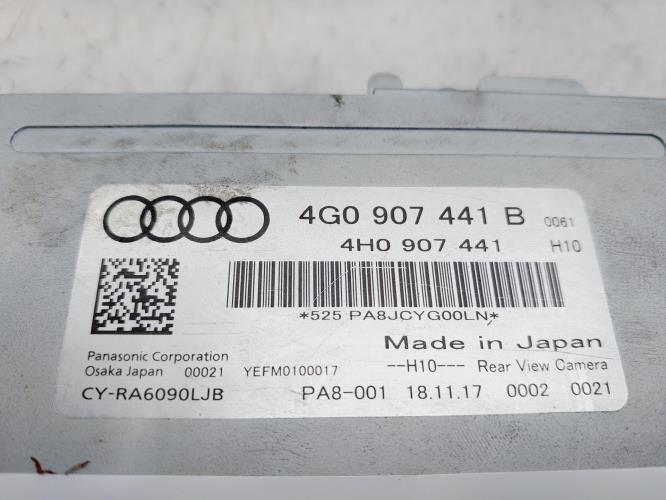 4G0 907 441 B 0061
4H0 907 441 H10
*525 PA8JCYG00LN*
Made in Japan
Panasonic Corporation
Osaka Japan 00021 YEFM0100017 --H10--- Rear View Camera
CY-RA6090LJB PA8-001 18.11.17 0002 0021